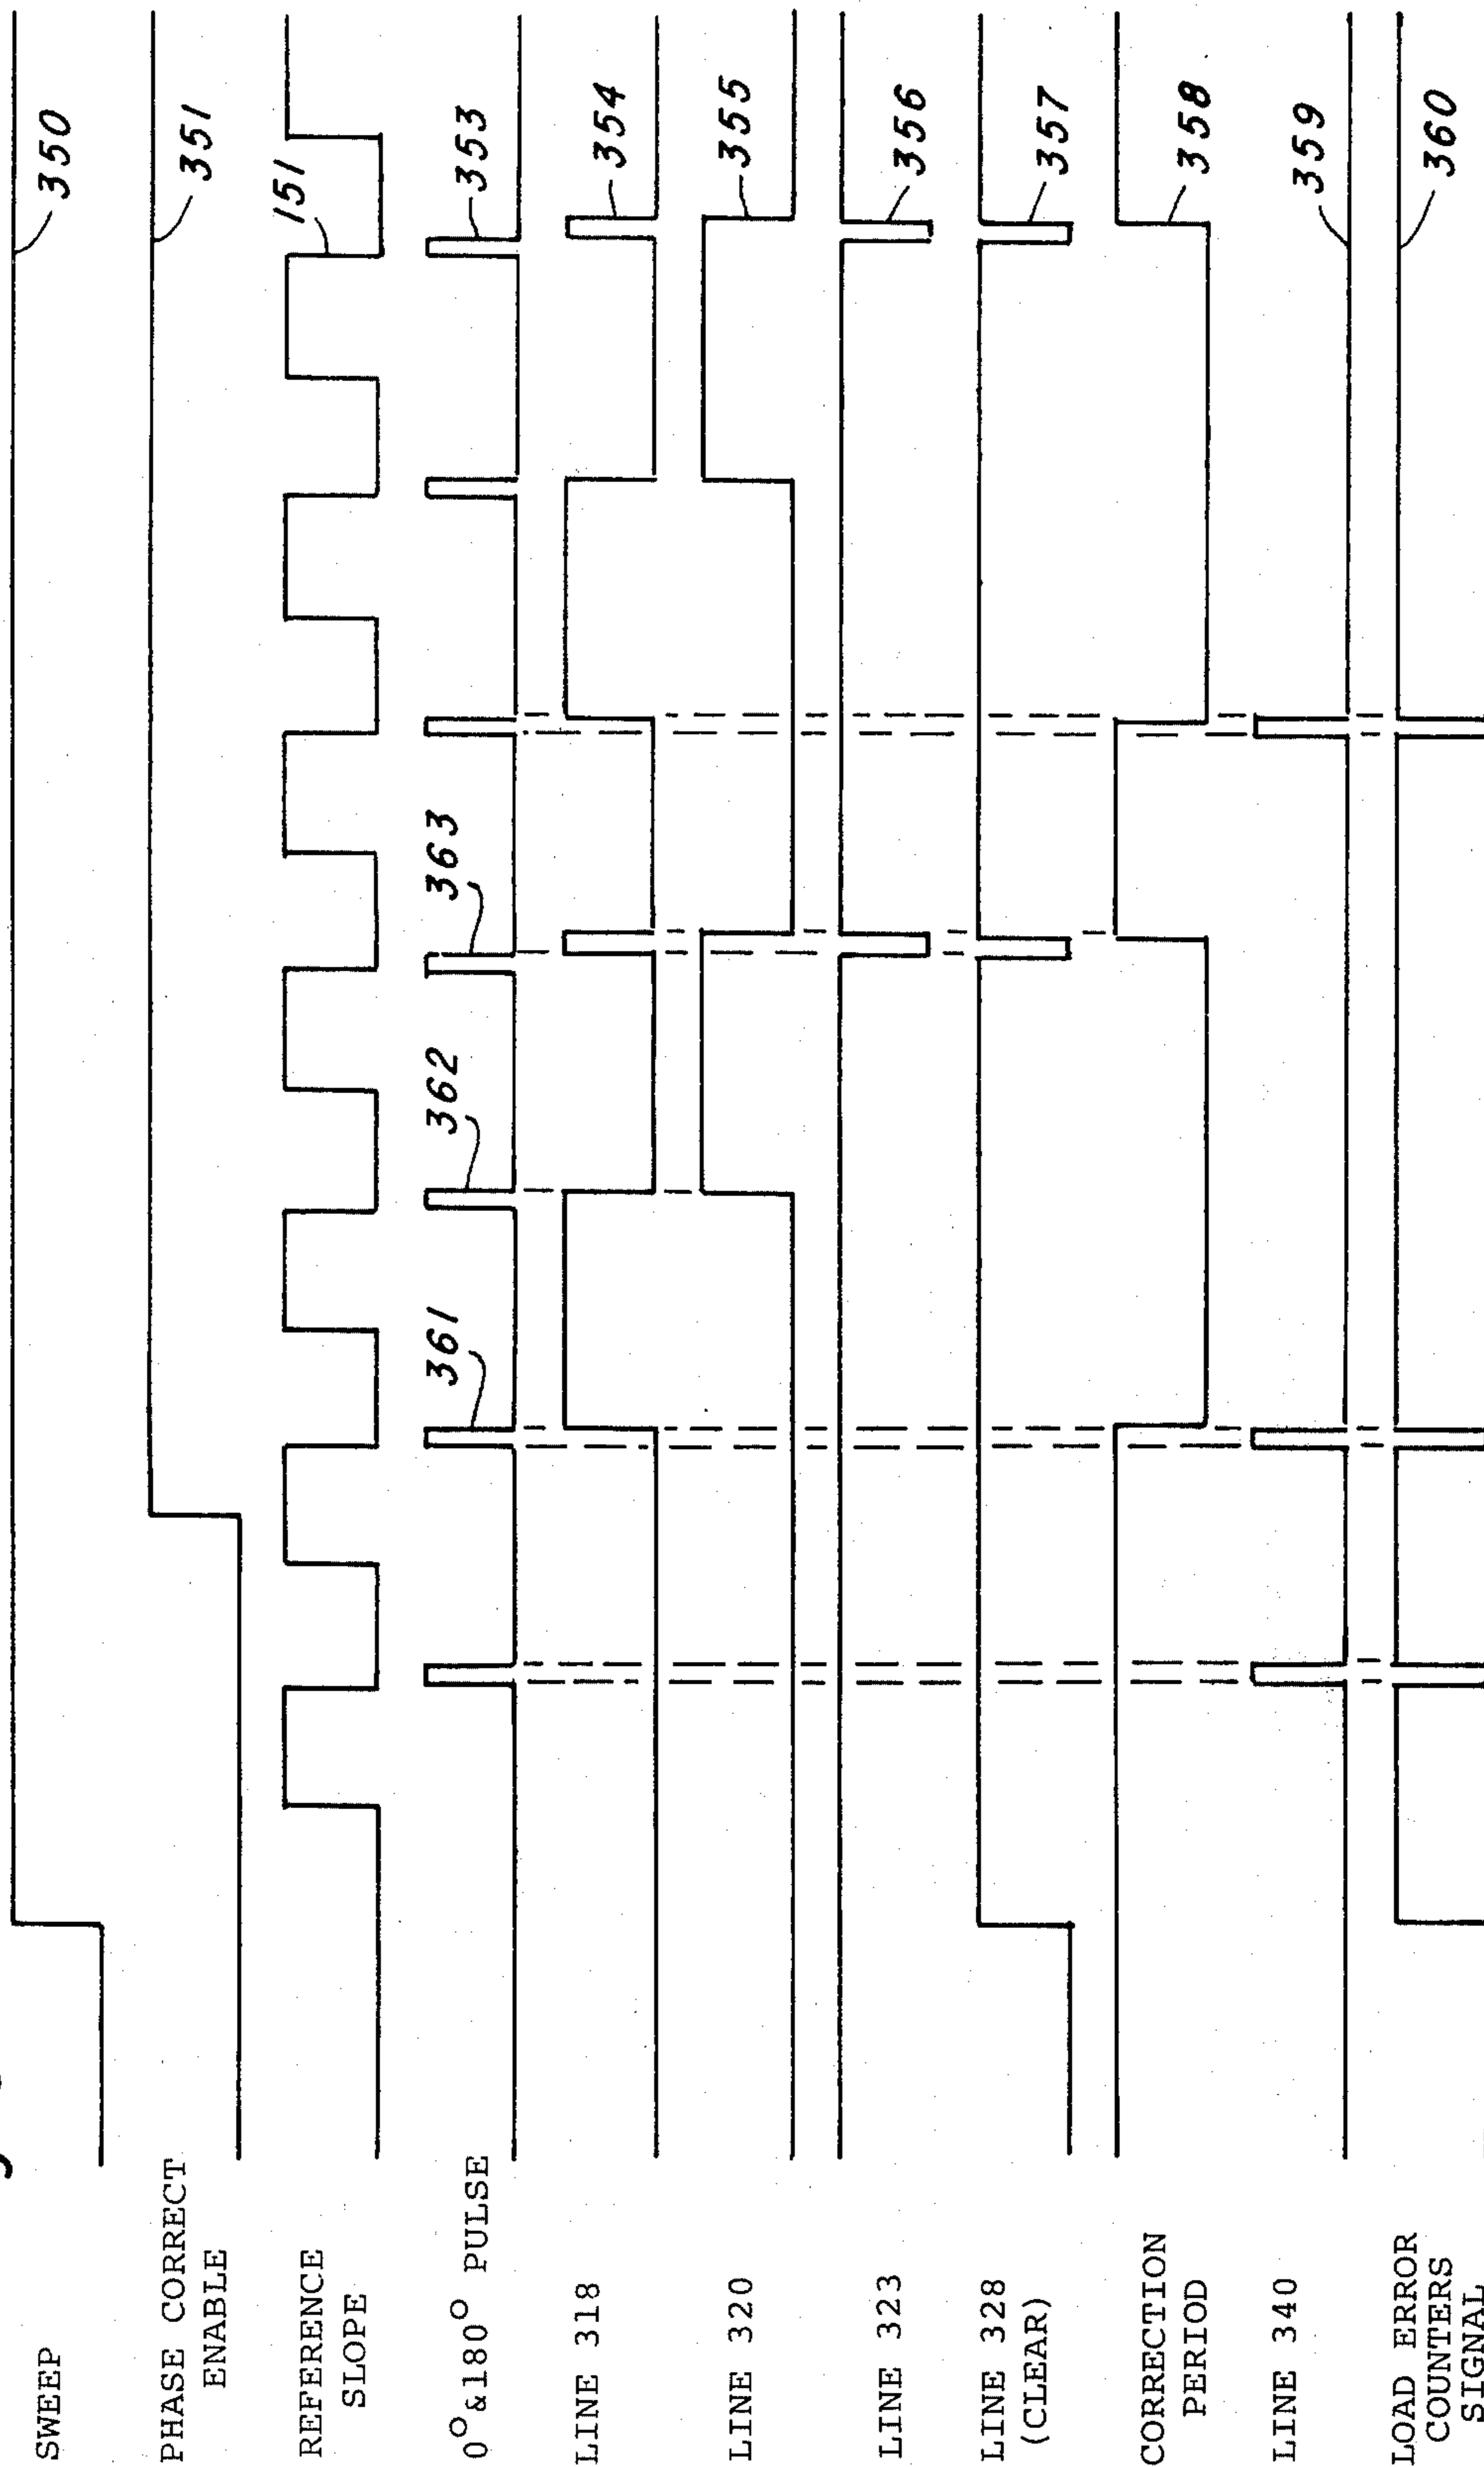 SWEEP
350
PHASE CORRECT
ENABLE
351
REFERENCE
SLOPE
151
0°&180° PULSE
361
362
363
353
LINE 318
354
LINE 320
355
LINE 323
356
LINE 328
(CLEAR)
357
CORRECTION
PERIOD
358
LINE 340
359
LOAD ERROR
COUNTERS
SIGNAL
360